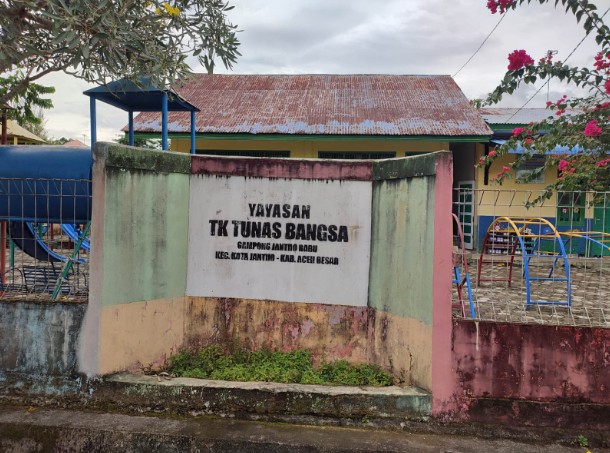 YAYASAN
TK TUNAS BANGSA
GAMPONG JANTHO BARU
KEC. KOTA JANTHO - KAB. ACEH BESAR